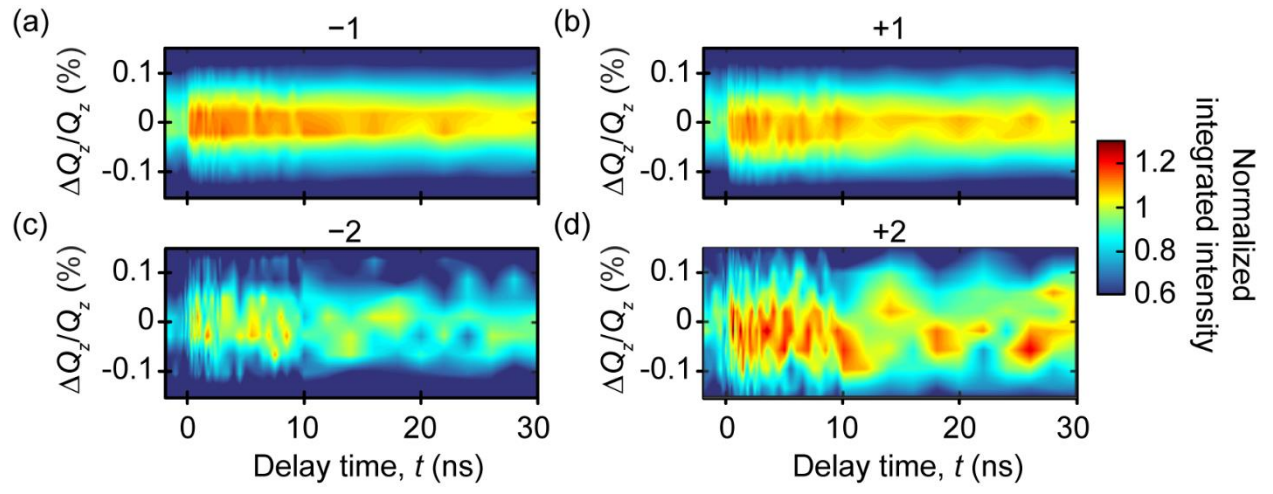 (a)
−1
(b)
+1
ΔQz/Qz (%)
0.1
0
-0.1
ΔQz/Qz (%)
0.1
0
-0.1
(c)
−2
(d)
+2
ΔQz/Qz (%)
0.1
0
-0.1
0
10
20
30
Delay time, t (ns)
ΔQz/Qz (%)
0.1
0
-0.1
0
10
20
30
Delay time, t (ns)
1.2
1
0.8
0.6
Normalized
integrated intensity